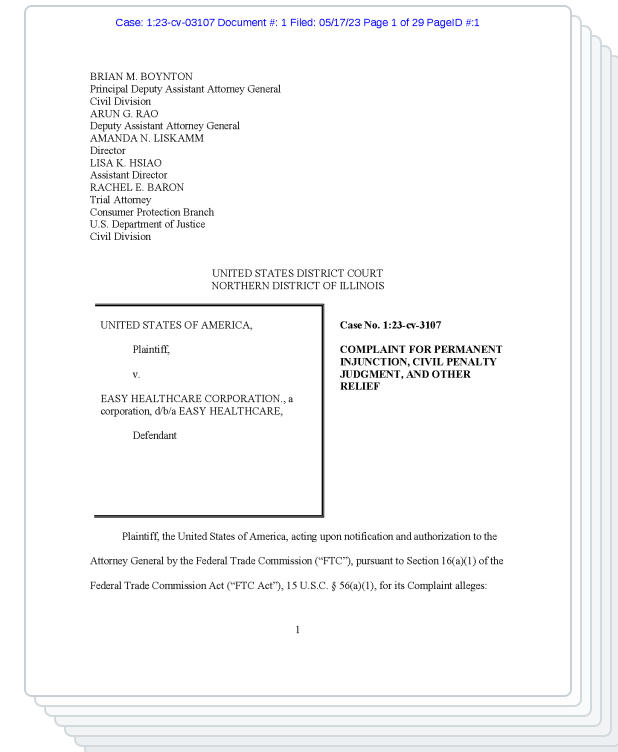 Case: 1:23-cv-03107 Document #: 1 Filed: 05/17/23 Page 1 of 29 PageID #:1
BRIAN M. BOYNTON
Principal Deputy Assistant Attorney General
Civil Division
ARUN G. RAO
Deputy Assistant Attorney General
AMANDA N. LISKAMM
Director
LISA K. HSIAO
Assistant Director
RACHEL E. BARON
Trial Attorney
Consumer Protection Branch
U.S. Department of Justice
Civil Division
UNITED STATES DISTRICT COURT
NORTHERN DISTRICT OF ILLINOIS
UNITED STATES OF AMERICA,
Plaintiff,
v.
EASY HEALTHCARE CORPORATION., a
corporation, d/b/a EASY HEALTHCARE,
Defendant
Case No. 1:23-cv-3107
COMPLAINT FOR PERMANENT
INJUNCTION, CIVIL PENALTY
JUDGMENT, AND OTHER
RELIEF
Plaintiff, the United States of America, acting upon notification and authorization to the
Attorney General by the Federal Trade Commission (“FTC”), pursuant to Section 16(a)(1) of the
Federal Trade Commission Act (“FTC Act”), 15 U.S.C. § 56(a)(1), for its Complaint alleges:
1